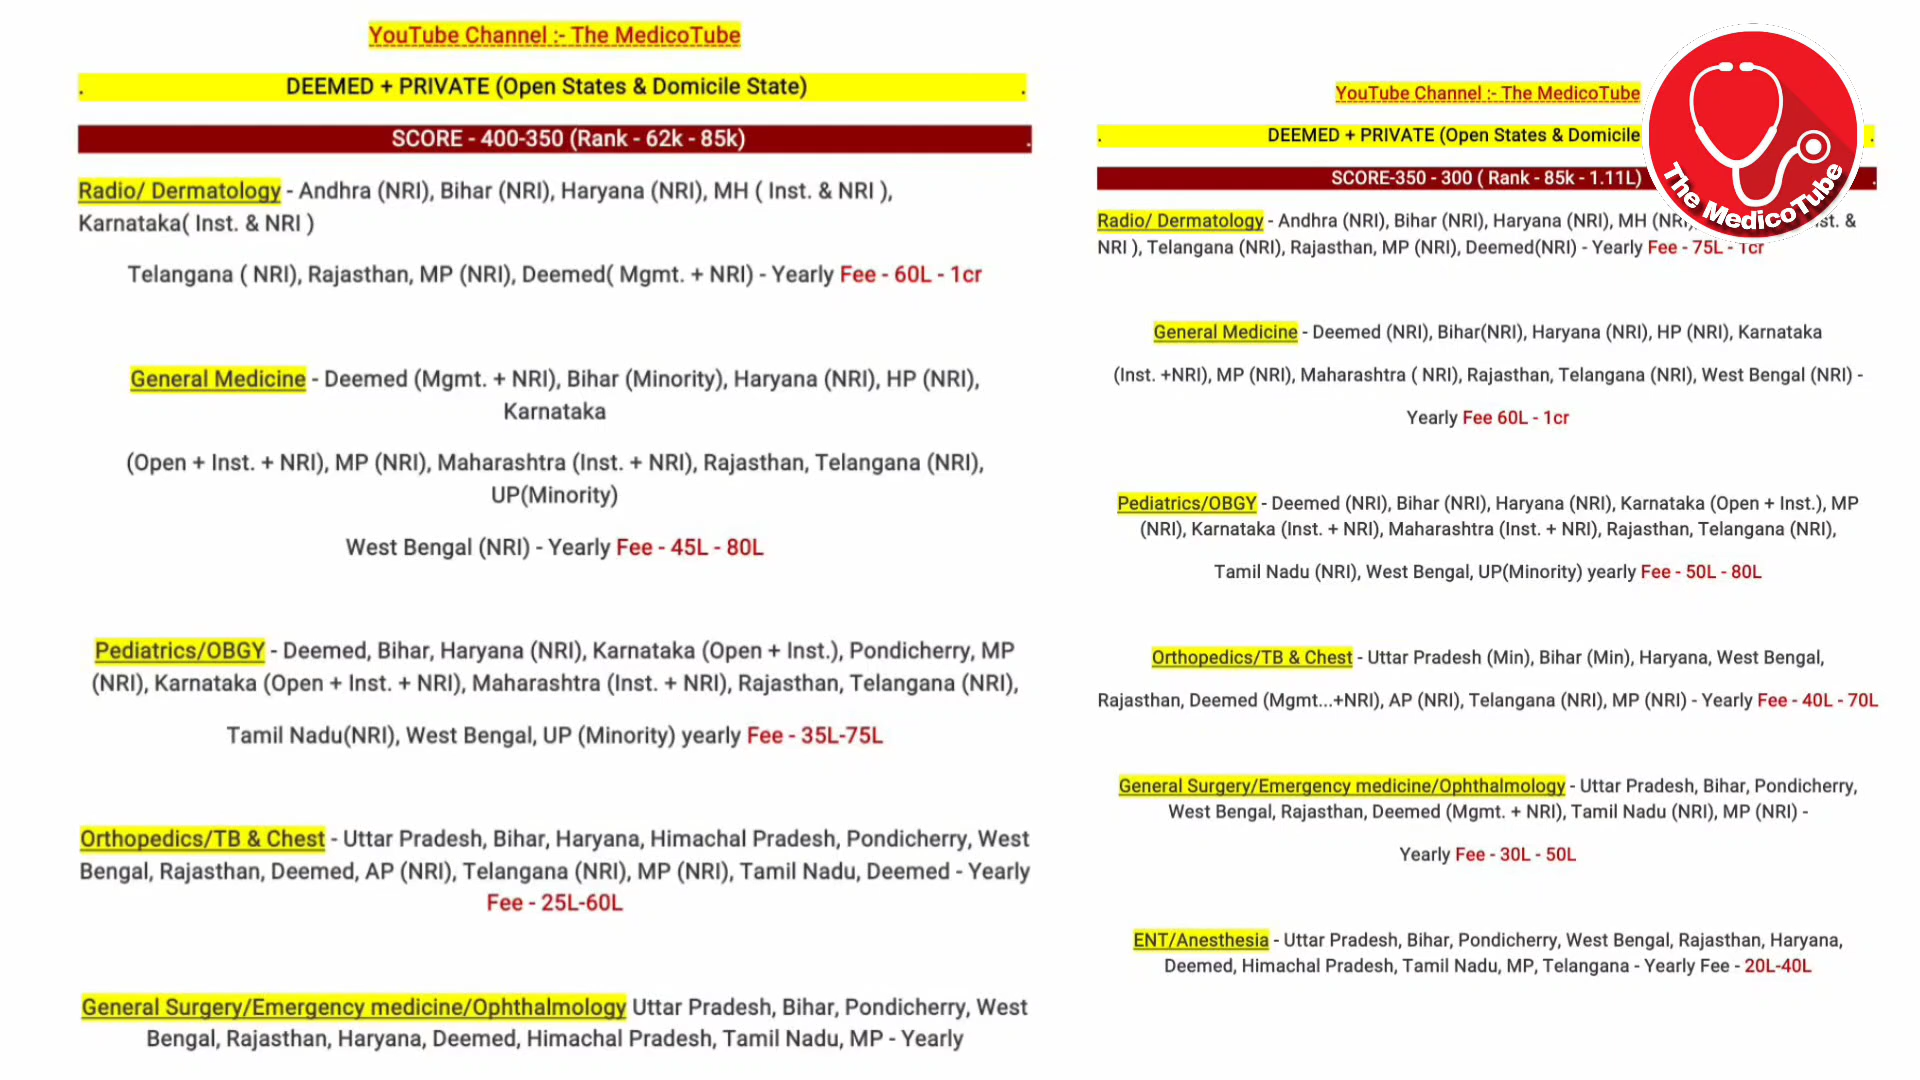 YouTube Channel :- The MedicoTube
. DEEMED + PRIVATE (Open States & Domicile State) .
SCORE - 400-350 (Rank - 62k - 85k) .
Radio/ Dermatology - Andhra (NRI), Bihar (NRI), Haryana (NRI), MH ( Inst. & NRI ),
Karnataka( Inst. & NRI )
Telangana ( NRI), Rajasthan, MP (NRI), Deemed( Mgmt. + NRI) - Yearly Fee - 60L - 1cr
General Medicine - Deemed (Mgmt. + NRI), Bihar (Minority), Haryana (NRI), HP (NRI),
Karnataka
(Open + Inst. + NRI), MP (NRI), Maharashtra (Inst. + NRI), Rajasthan, Telangana (NRI),
UP(Minority)
West Bengal (NRI) - Yearly Fee - 45L - 80L
Pediatrics/OBGY - Deemed, Bihar, Haryana (NRI), Karnataka (Open + Inst.), Pondicherry, MP
(NRI), Karnataka (Open + Inst. + NRI), Maharashtra (Inst. + NRI), Rajasthan, Telangana (NRI),
Tamil Nadu(NRI), West Bengal, UP (Minority) yearly Fee - 35L-75L
Orthopedics/TB & Chest - Uttar Pradesh, Bihar, Haryana, Himachal Pradesh, Pondicherry, West
Bengal, Rajasthan, Deemed, AP (NRI), Telangana (NRI), MP (NRI), Tamil Nadu, Deemed - Yearly
Fee - 25L-60L
General Surgery/Emergency medicine/Ophthalmology Uttar Pradesh, Bihar, Pondicherry, West
Bengal, Rajasthan, Haryana, Deemed, Himachal Pradesh, Tamil Nadu, MP - Yearly
YouTube Channel :- The MedicoTube
. DEEMED + PRIVATE (Open States & Domicile .
SCORE-350 - 300 ( Rank - 85k - 1.11L) .
The MedicoTube
Radio/ Dermatology - Andhra (NRI), Bihar (NRI), Haryana (NRI), MH &
NRI ), Telangana (NRI), Rajasthan, MP (NRI), Deemed(NRI) - Yearly Fee - 75L - 1cr
General Medicine - Deemed (NRI), Bihar(NRI), Haryana (NRI), HP (NRI), Karnataka
(Inst. +NRI), MP (NRI), Maharashtra ( NRI), Rajasthan, Telangana (NRI), West Bengal (NRI) -
Yearly Fee 60L - 1cr
Pediatrics/OBGY - Deemed (NRI), Bihar (NRI), Haryana (NRI), Karnataka (Open + Inst.), MP
(NRI), Karnataka (Inst. + NRI), Maharashtra (Inst. + NRI), Rajasthan, Telangana (NRI),
Tamil Nadu (NRI), West Bengal, UP(Minority) yearly Fee - 50L - 80L
Orthopedics/TB & Chest - Uttar Pradesh (Min), Bihar (Min), Haryana, West Bengal,
Rajasthan, Deemed (Mgmt...+NRI), AP (NRI), Telangana (NRI), MP (NRI) - Yearly Fee - 40L - 70L
General Surgery/Emergency medicine/Ophthalmology - Uttar Pradesh, Bihar, Pondicherry,
West Bengal, Rajasthan, Deemed (Mgmt. + NRI), Tamil Nadu (NRI), MP (NRI) -
Yearly Fee - 30L - 50L
ENT/Anesthesia - Uttar Pradesh, Bihar, Pondicherry, West Bengal, Rajasthan, Haryana,
Deemed, Himachal Pradesh, Tamil Nadu, MP, Telangana - Yearly Fee - 20L-40L